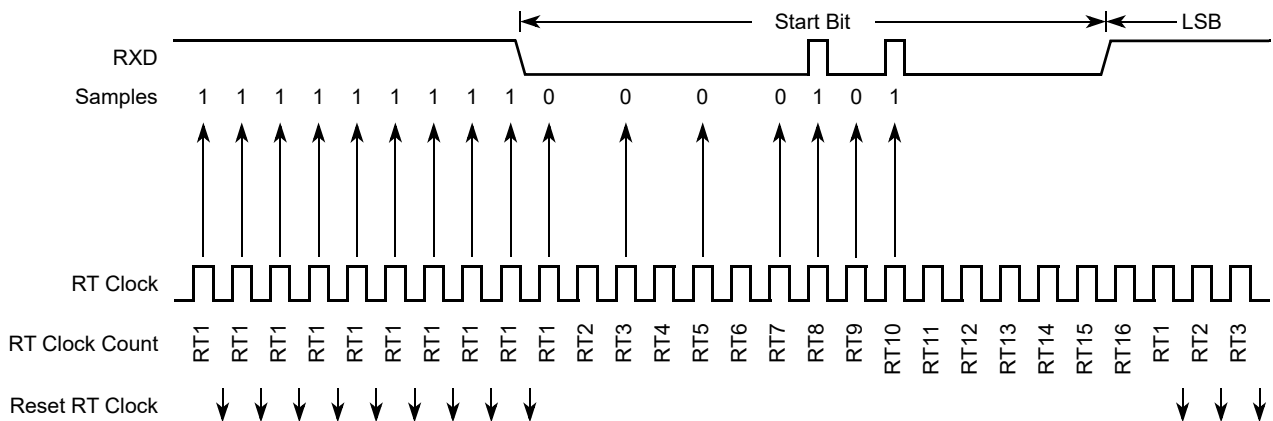 Start Bit LSB
RXD
Samples 1 1 1 1 1 1 1 1 1 0 0 0 0 1 0 1
RT Clock
RT Clock Count RT1 RT1 RT1 RT1 RT1 RT1 RT1 RT1 RT1 RT1 RT2 RT3 RT4 RT5 RT6 RT7 RT8 RT9 RT10 RT11 RT12 RT13 RT14 RT15 RT16 RT1 RT2 RT3
Reset RT Clock